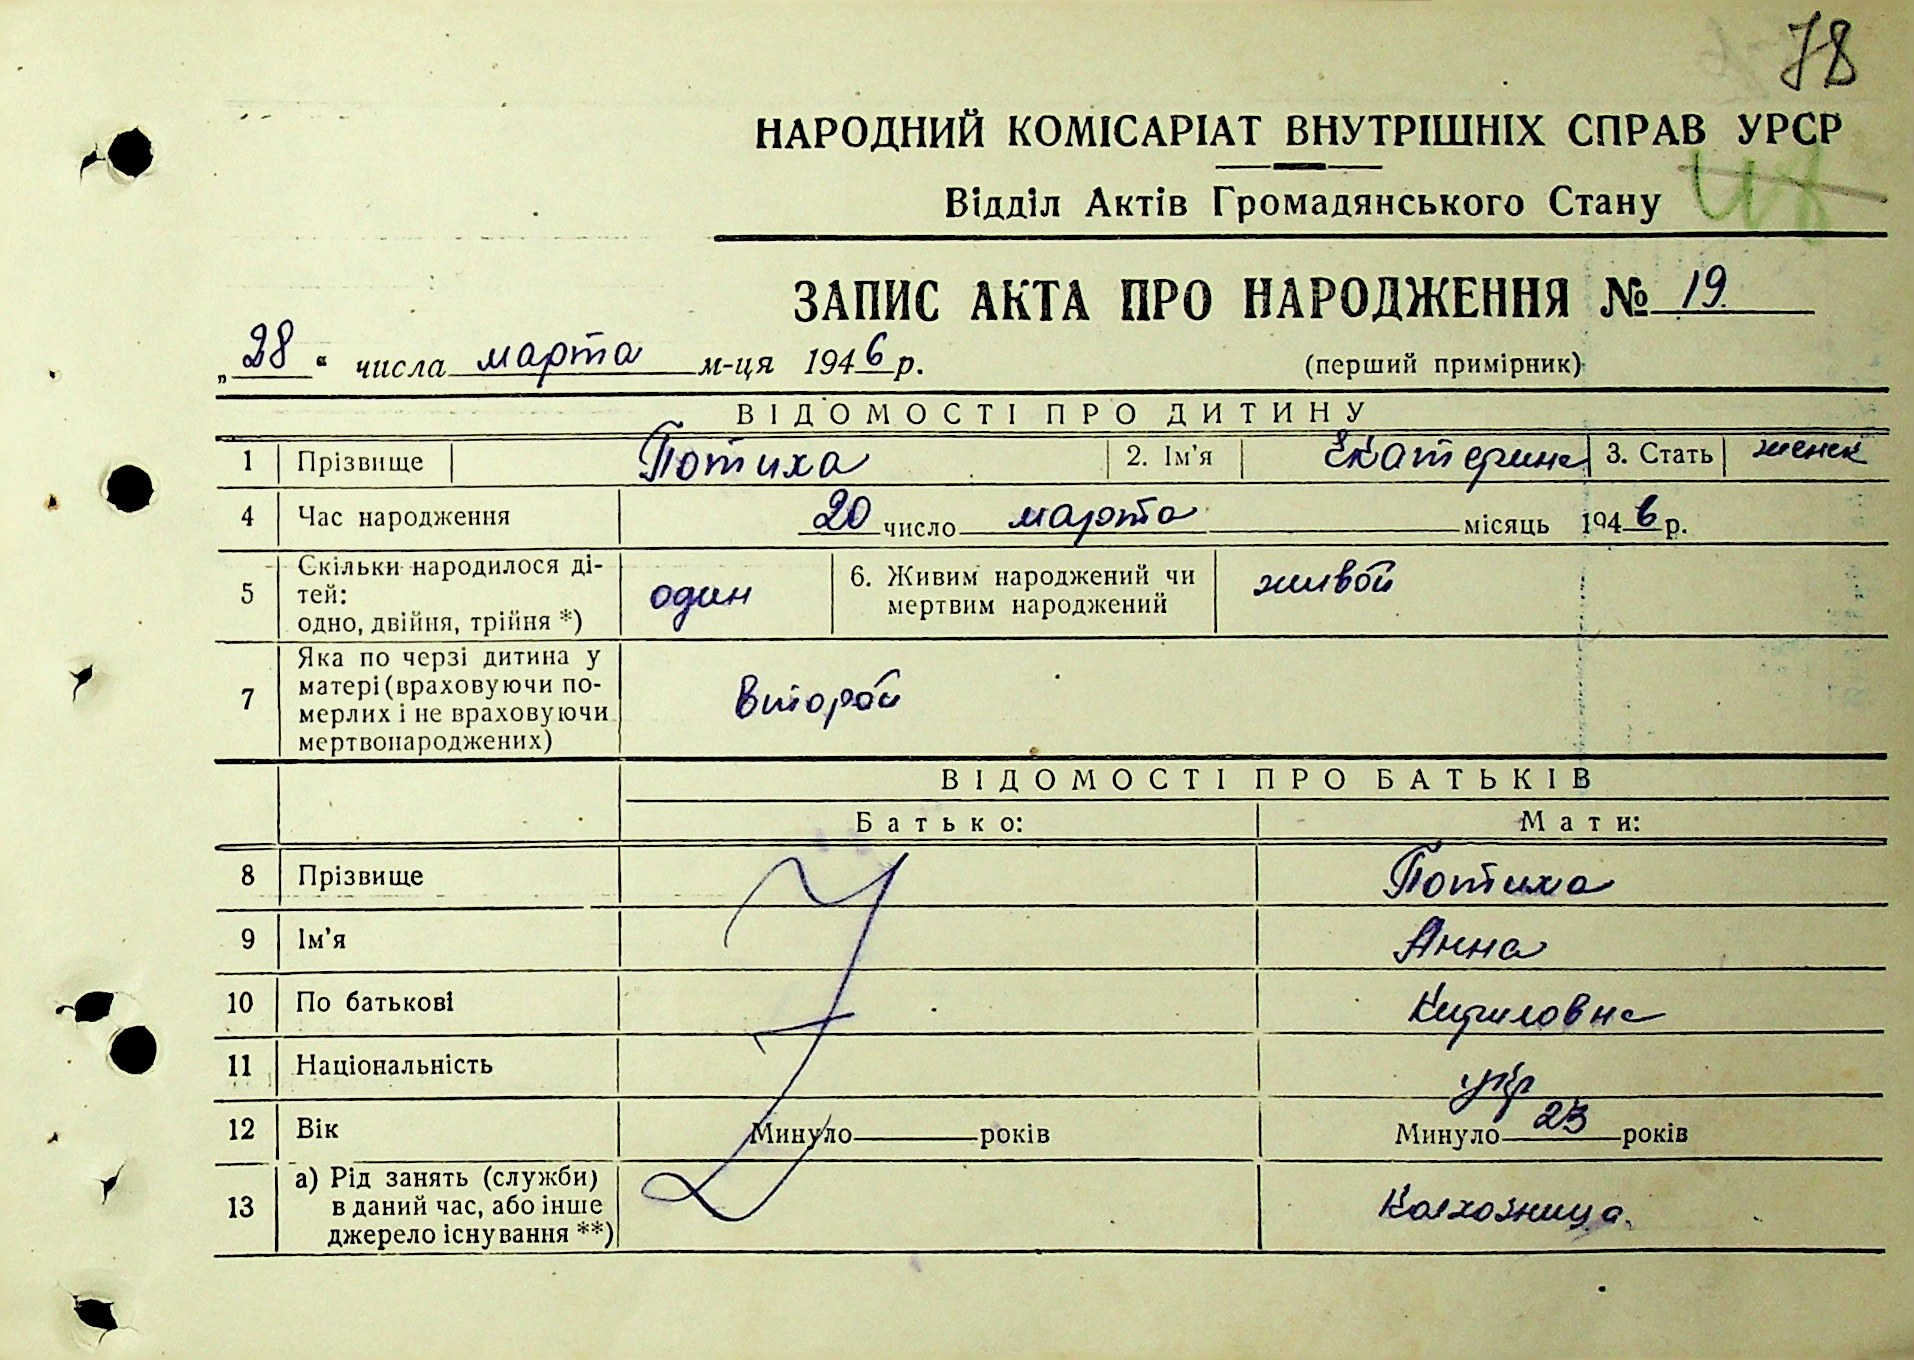 78
НАРОДНИЙ КОМІСАРІАТ ВНУТРІШНІХ СПРАВ УРСР
Відділ Актів Громадянського Стану
ЗАПИС АКТА ПРО НАРОДЖЕННЯ № 19
„28“ числа марта м-ця 1946 р.
(перший примірник)
ВІДОМОСТІ ПРО ДИТИНУ
1 Прізвище Потиха 2. Ім'я Екатерина 3. Стать женск
4 Час народження 20 число марта місяць 1946 р.
5 Скільки народилося ді-
тей:
одно, двійня, трійня *) один
6. Живим народжений чи
мертвим народжений живой
7 Яка по черзі дитина у
матері (враховуючи по-
мерлих і не враховуючи
мертвонароджених) второй
ВІДОМОСТІ ПРО БАТЬКІВ
Батько: Мати:
8 Прізвище Потиха
9 Ім'я Анна
10 По батькові Кириловна
11 Національність укр
12 Вік Минуло років Минуло 23 років
13 а) Рід занять (служби)
в даний час, або інше
джерело існування **) Колхозница.